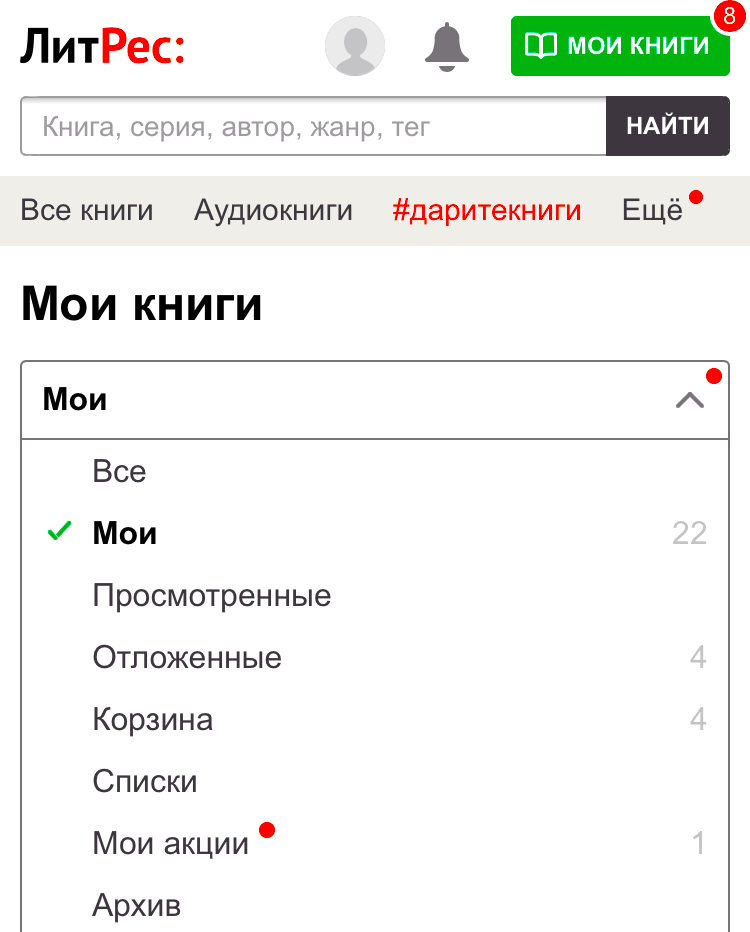 ЛитРес:
МОИ КНИГИ 8
Книга, серия, автор, жанр, тег НАЙТИ
Все книги Аудиокниги #даритекниги Ещё
Мои книги
Мои
Все
Мои 22
Просмотренные
Отложенные 4
Корзина 4
Списки
Мои акции 1
Архив